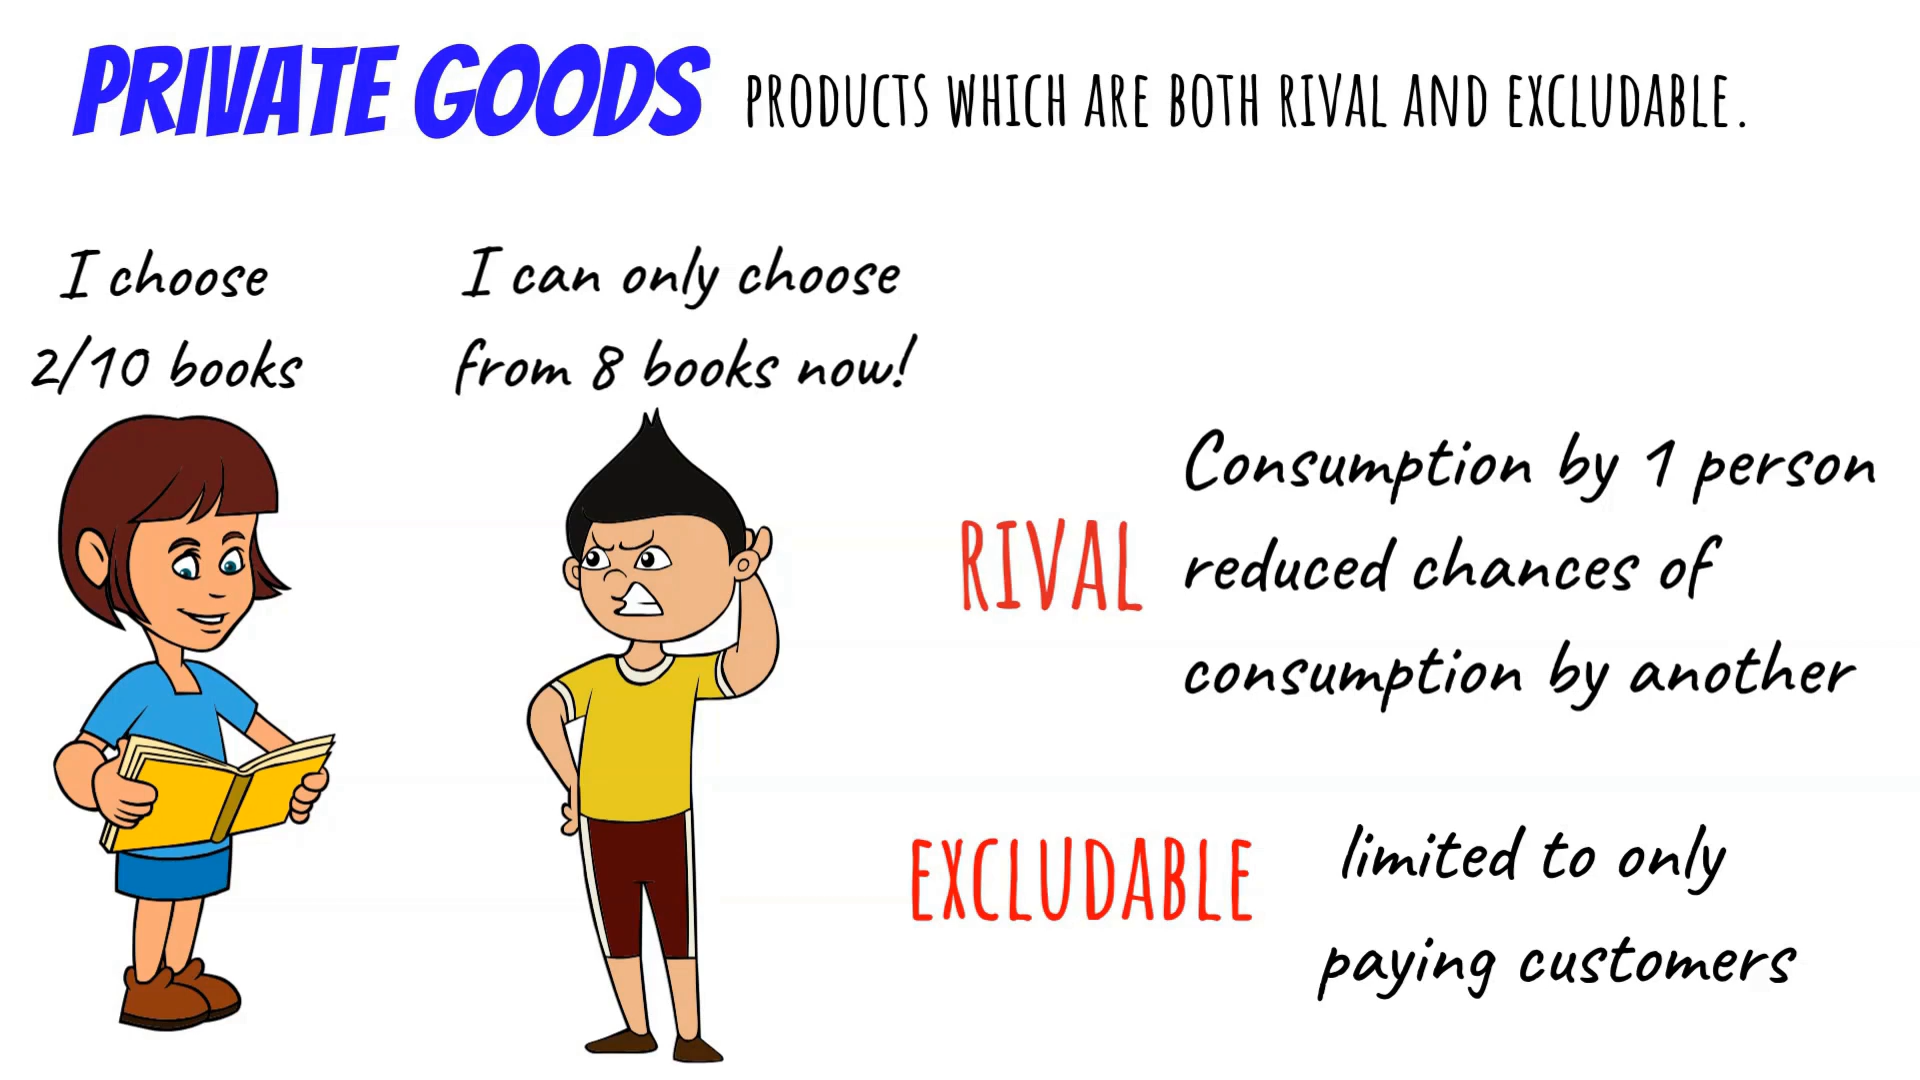 PRIVATE GOODS PRODUCTS WHICH ARE BOTH RIVAL AND EXCLUDABLE.
I choose
2/10 books
I can only choose
from 8 books now!
RIVAL
Consumption by 1 person
reduced chances of
consumption by another
EXCLUDABLE
limited to only
paying customers